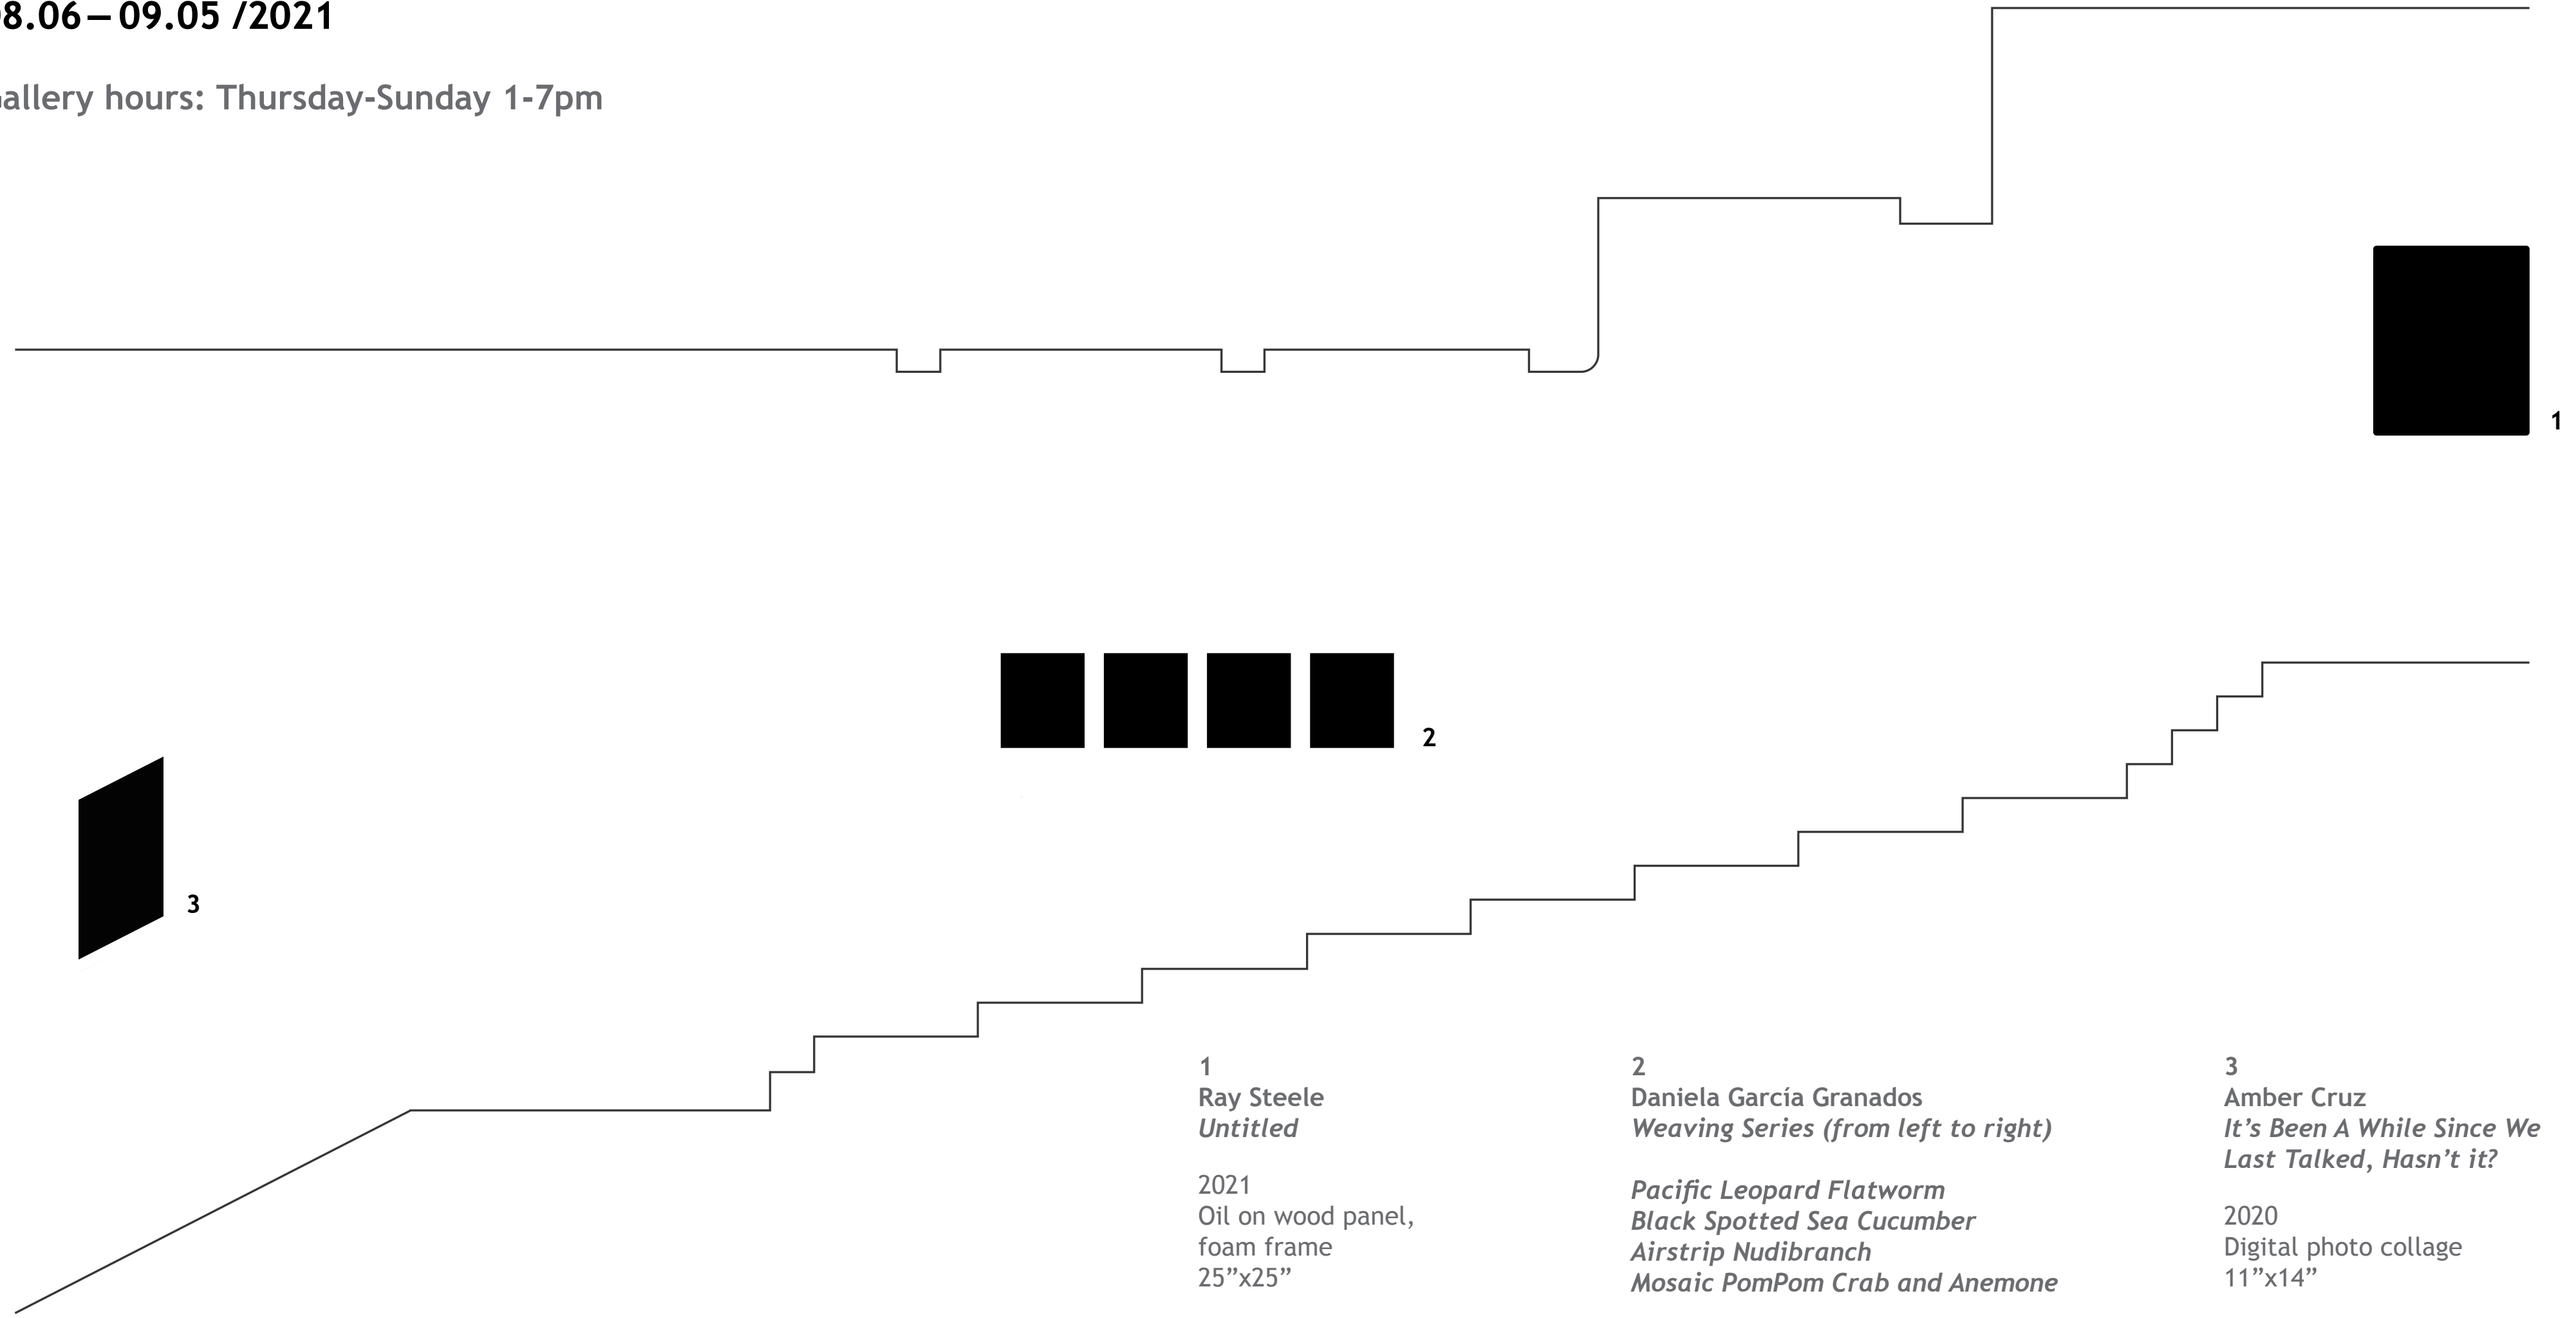 8.06—09.05 /2021
allery hours: Thursday-Sunday 1-7pm
1
2
3
1
Ray Steele
Untitled
2021
Oil on wood panel,
foam frame
25”x25”
2
Daniela García Granados
Weaving Series (from left to right)
Pacific Leopard Flatworm
Black Spotted Sea Cucumber
Airstrip Nudibranch
Mosaic PomPom Crab and Anemone
3
Amber Cruz
It’s Been A While Since We
Last Talked, Hasn’t it?
2020
Digital photo collage
11”x14”